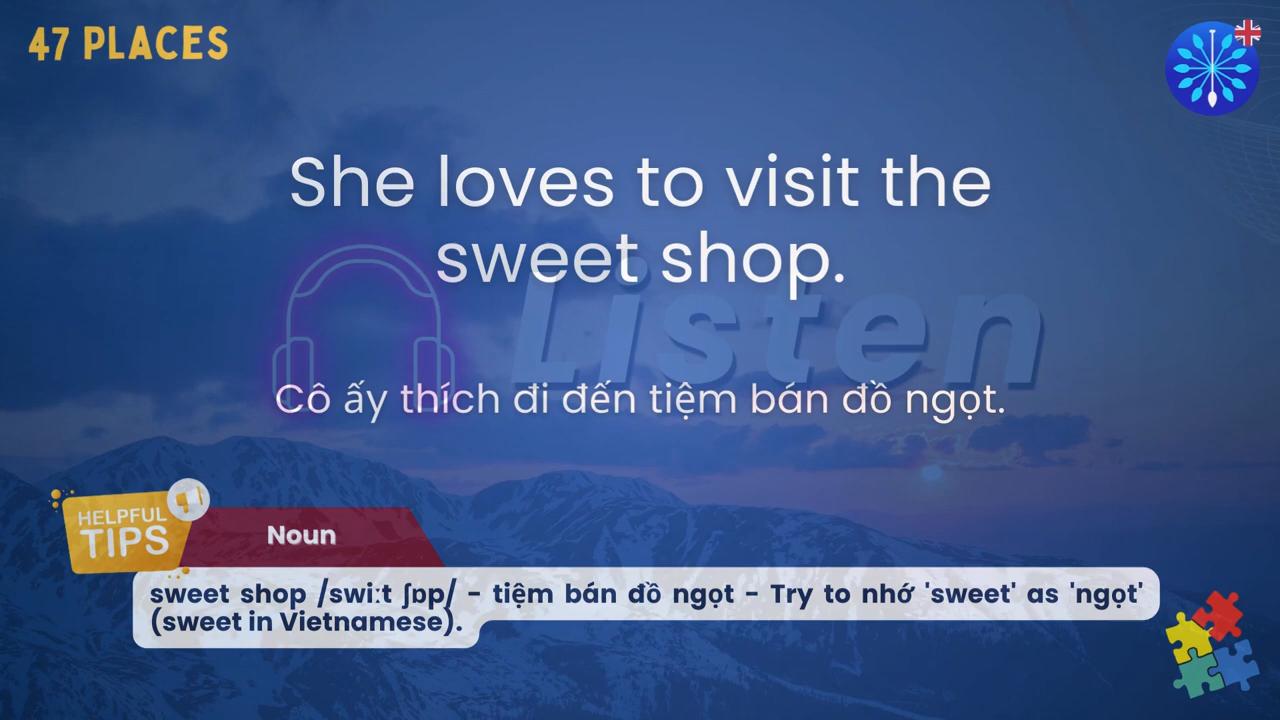 47 PLACES
She loves to visit the
sweet shop.
Listen
Cô ấy thích đi đến tiệm bán đồ ngọt.
HELPFUL
TIPS
Noun
sweet shop /swiːt ʃɒp/ - tiệm bán đồ ngọt - Try to nhớ 'sweet' as 'ngọt'
(sweet in Vietnamese).